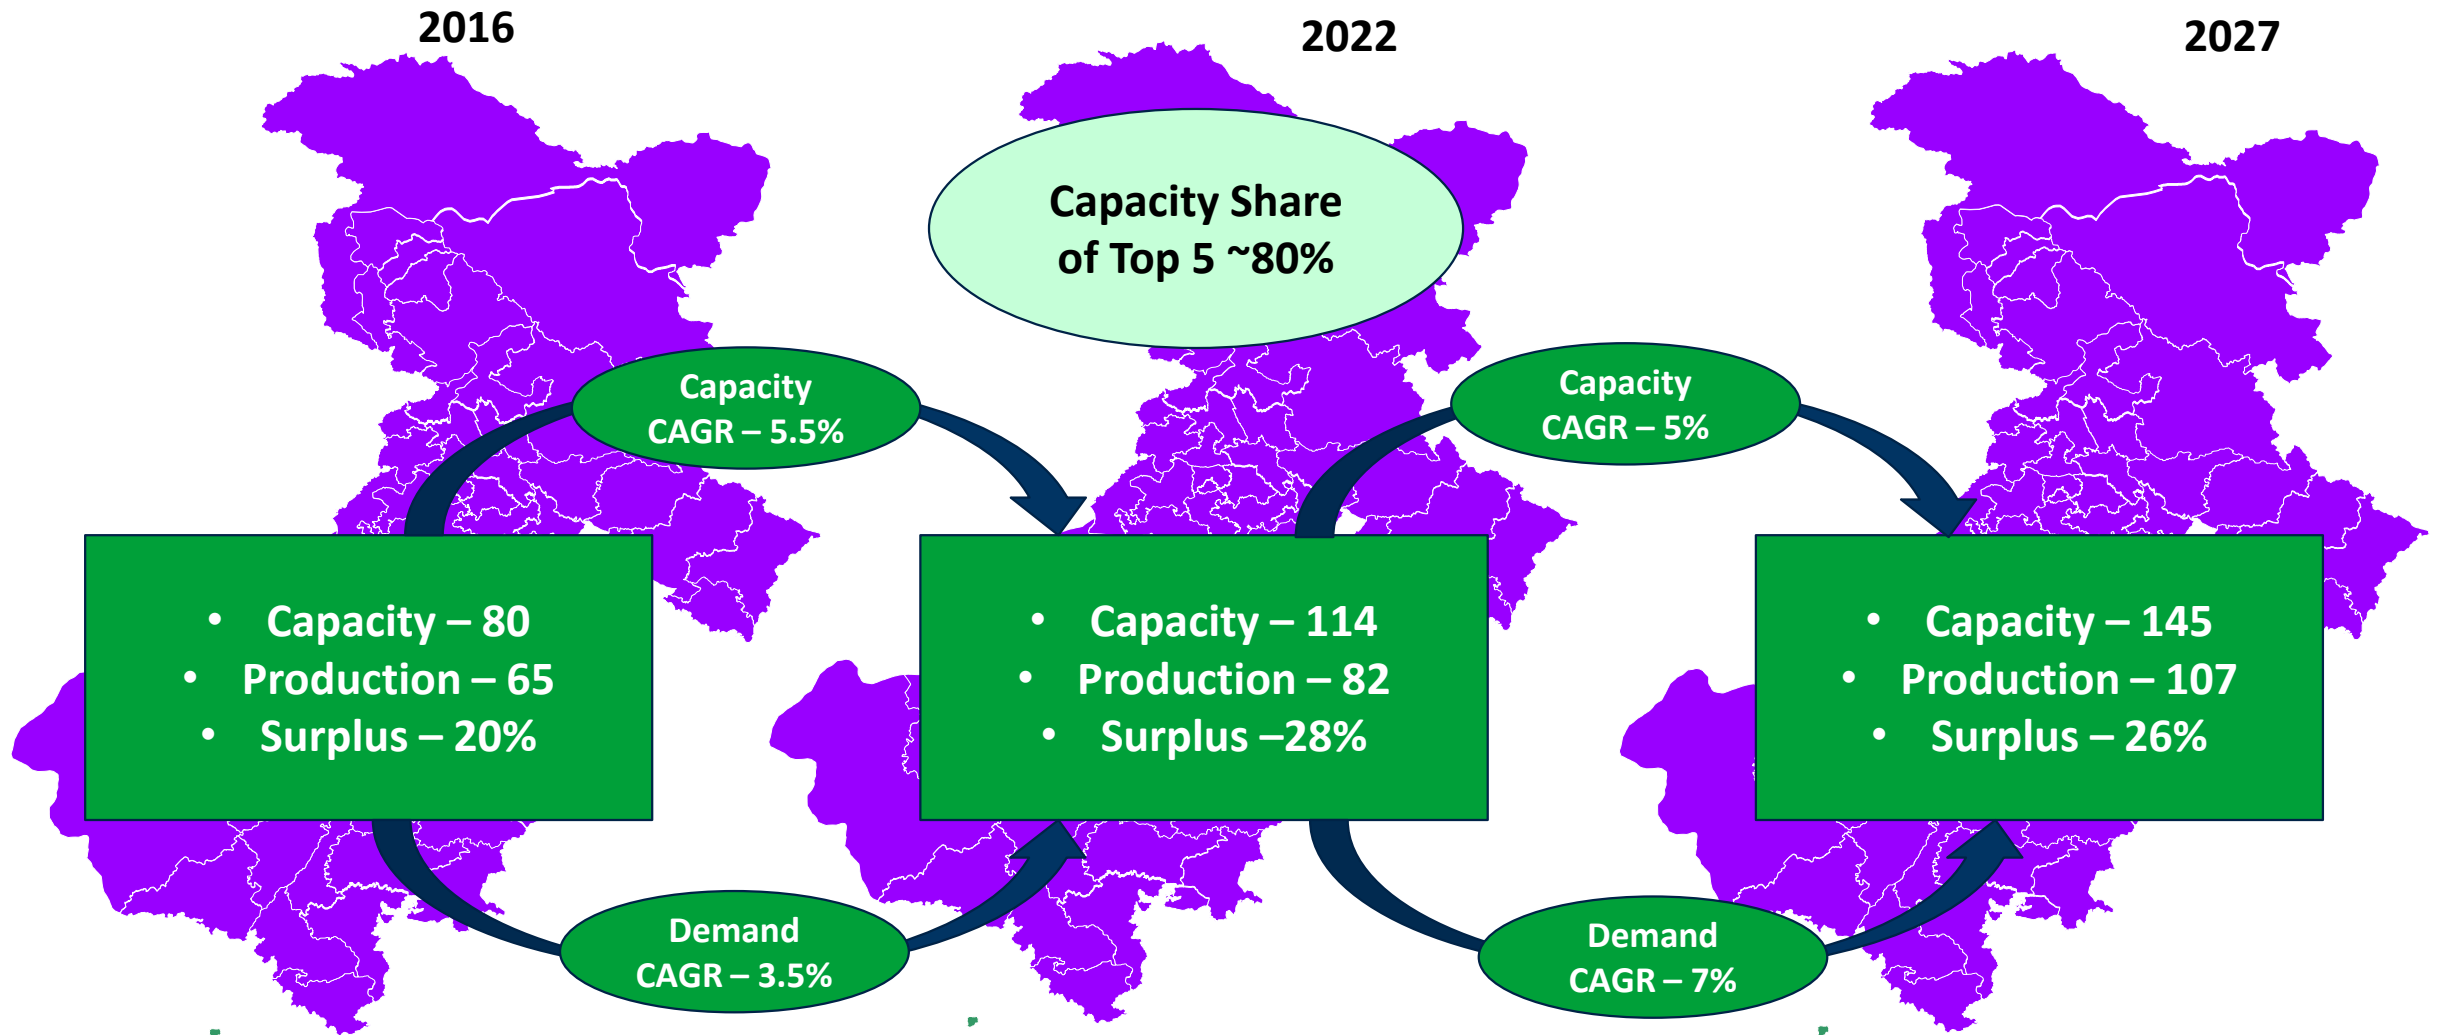 2016
2022
2027
Capacity Share
of Top 5 ~80%
Capacity
CAGR – 5.5%
Capacity
CAGR – 5%
• Capacity – 80
• Production – 65
• Surplus – 20%
• Capacity – 114
• Production – 82
• Surplus –28%
• Capacity – 145
• Production – 107
• Surplus – 26%
Demand
CAGR – 3.5%
Demand
CAGR – 7%